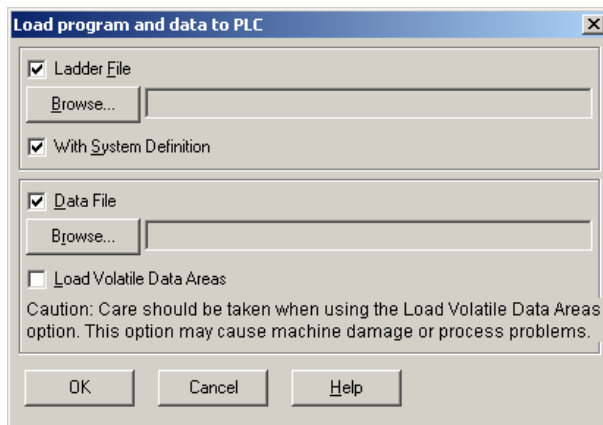 Load program and data to PLC
Ladder File
Browse...
With System Definition
Data File
Browse...
Load Volatile Data Areas
Caution: Care should be taken when using the Load Volatile Data Areas
option. This option may cause machine damage or process problems.
OK Cancel Help